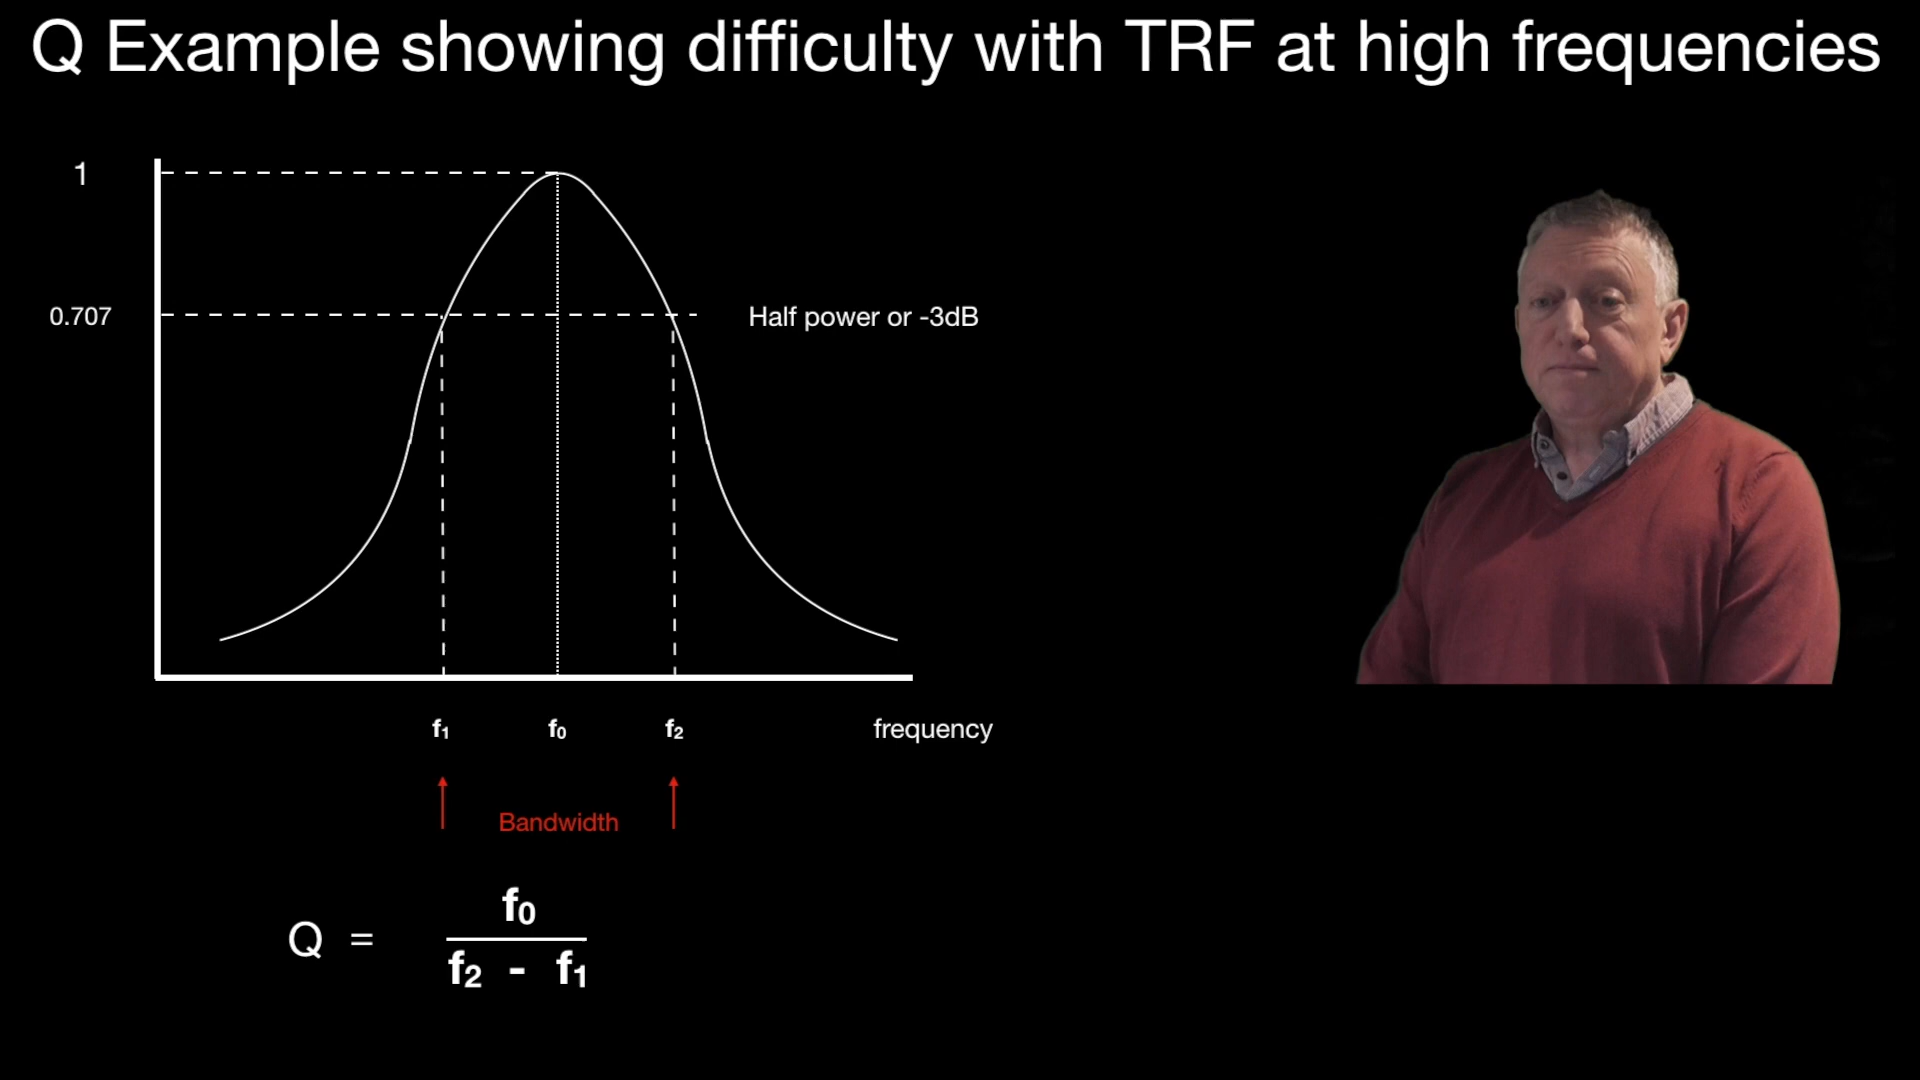 Q Example showing difficulty with TRF at high frequencies
1
0.707
Half power or -3dB
f₁ f₀ f₂ frequency
Bandwidth
f₀
Q =
f₂ - f₁